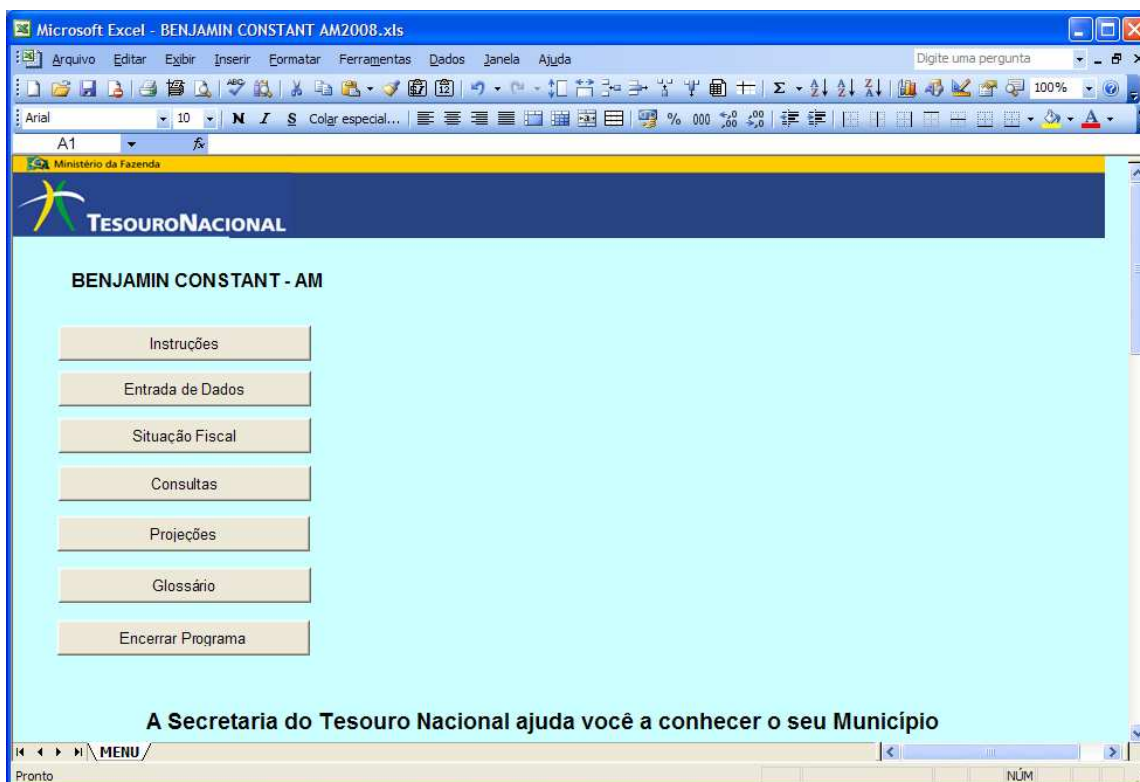 Microsoft Excel - BENJAMIN CONSTANT AM2008.xls
Arquivo Editar Exibir Inserir Formatar Ferramentas Dados Janela Ajuda Digite uma pergunta
100%
Arial 10 N I S Colar especial... % 000
A1 fx
Ministério da Fazenda
TESOURONACIONAL
BENJAMIN CONSTANT - AM
Instruções
Entrada de Dados
Situação Fiscal
Consultas
Projeções
Glossário
Encerrar Programa
A Secretaria do Tesouro Nacional ajuda você a conhecer o seu Município
MENU
Pronto NÚM